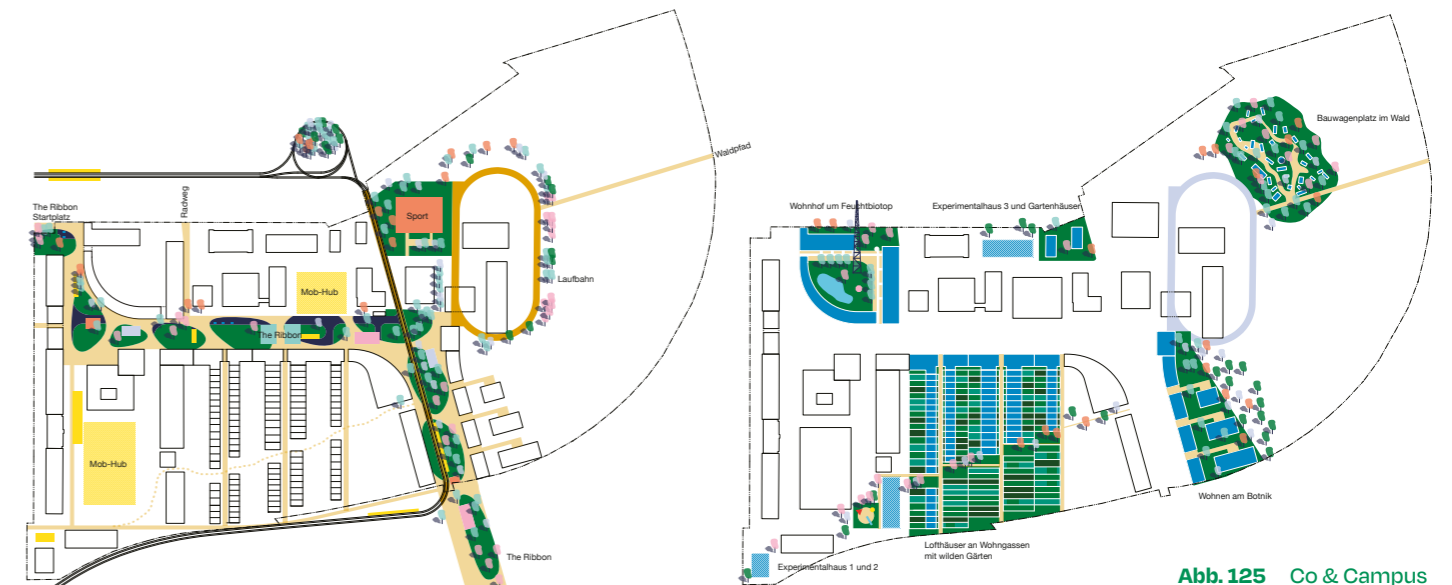 Waldpfad
The Ribbon
Startplatz
Radweg
Sport
Mob-Hub
Laufbahn
The Ribbon
Mob-Hub
The Ribbon
Bauwagenplatz im Wald
Wohnhof um Feuchtbiotop
Experimentalhaus 3 und Gartenhäuser
Wohnen am Botnik
Lofthäuser an Wohngassen
mit wilden Gärten
Experimentalhaus 1 und 2
Abb. 125 Co & Campus